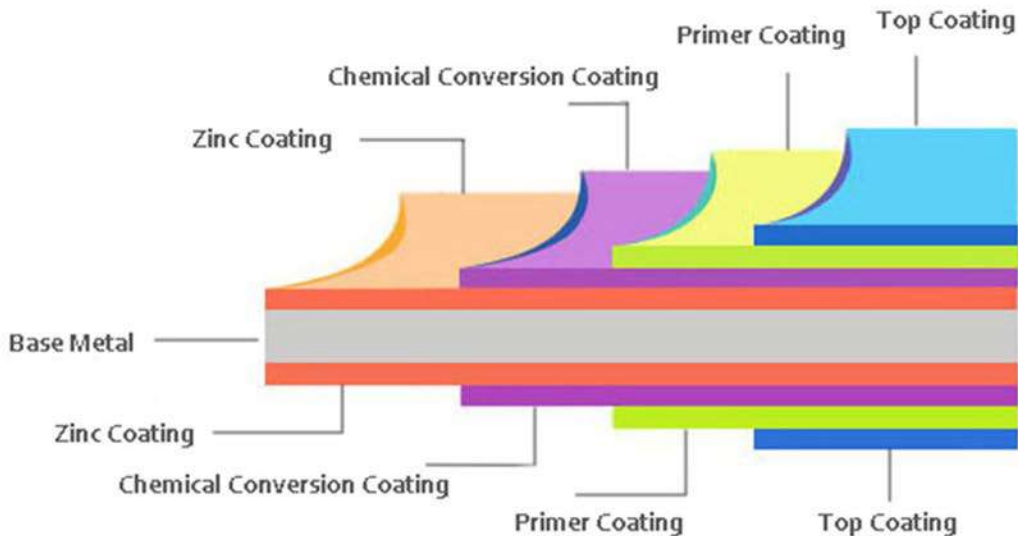 Top Coating
Primer Coating
Chemical Conversion Coating
Zinc Coating
Base Metal
Zinc Coating
Chemical Conversion Coating
Primer Coating
Top Coating